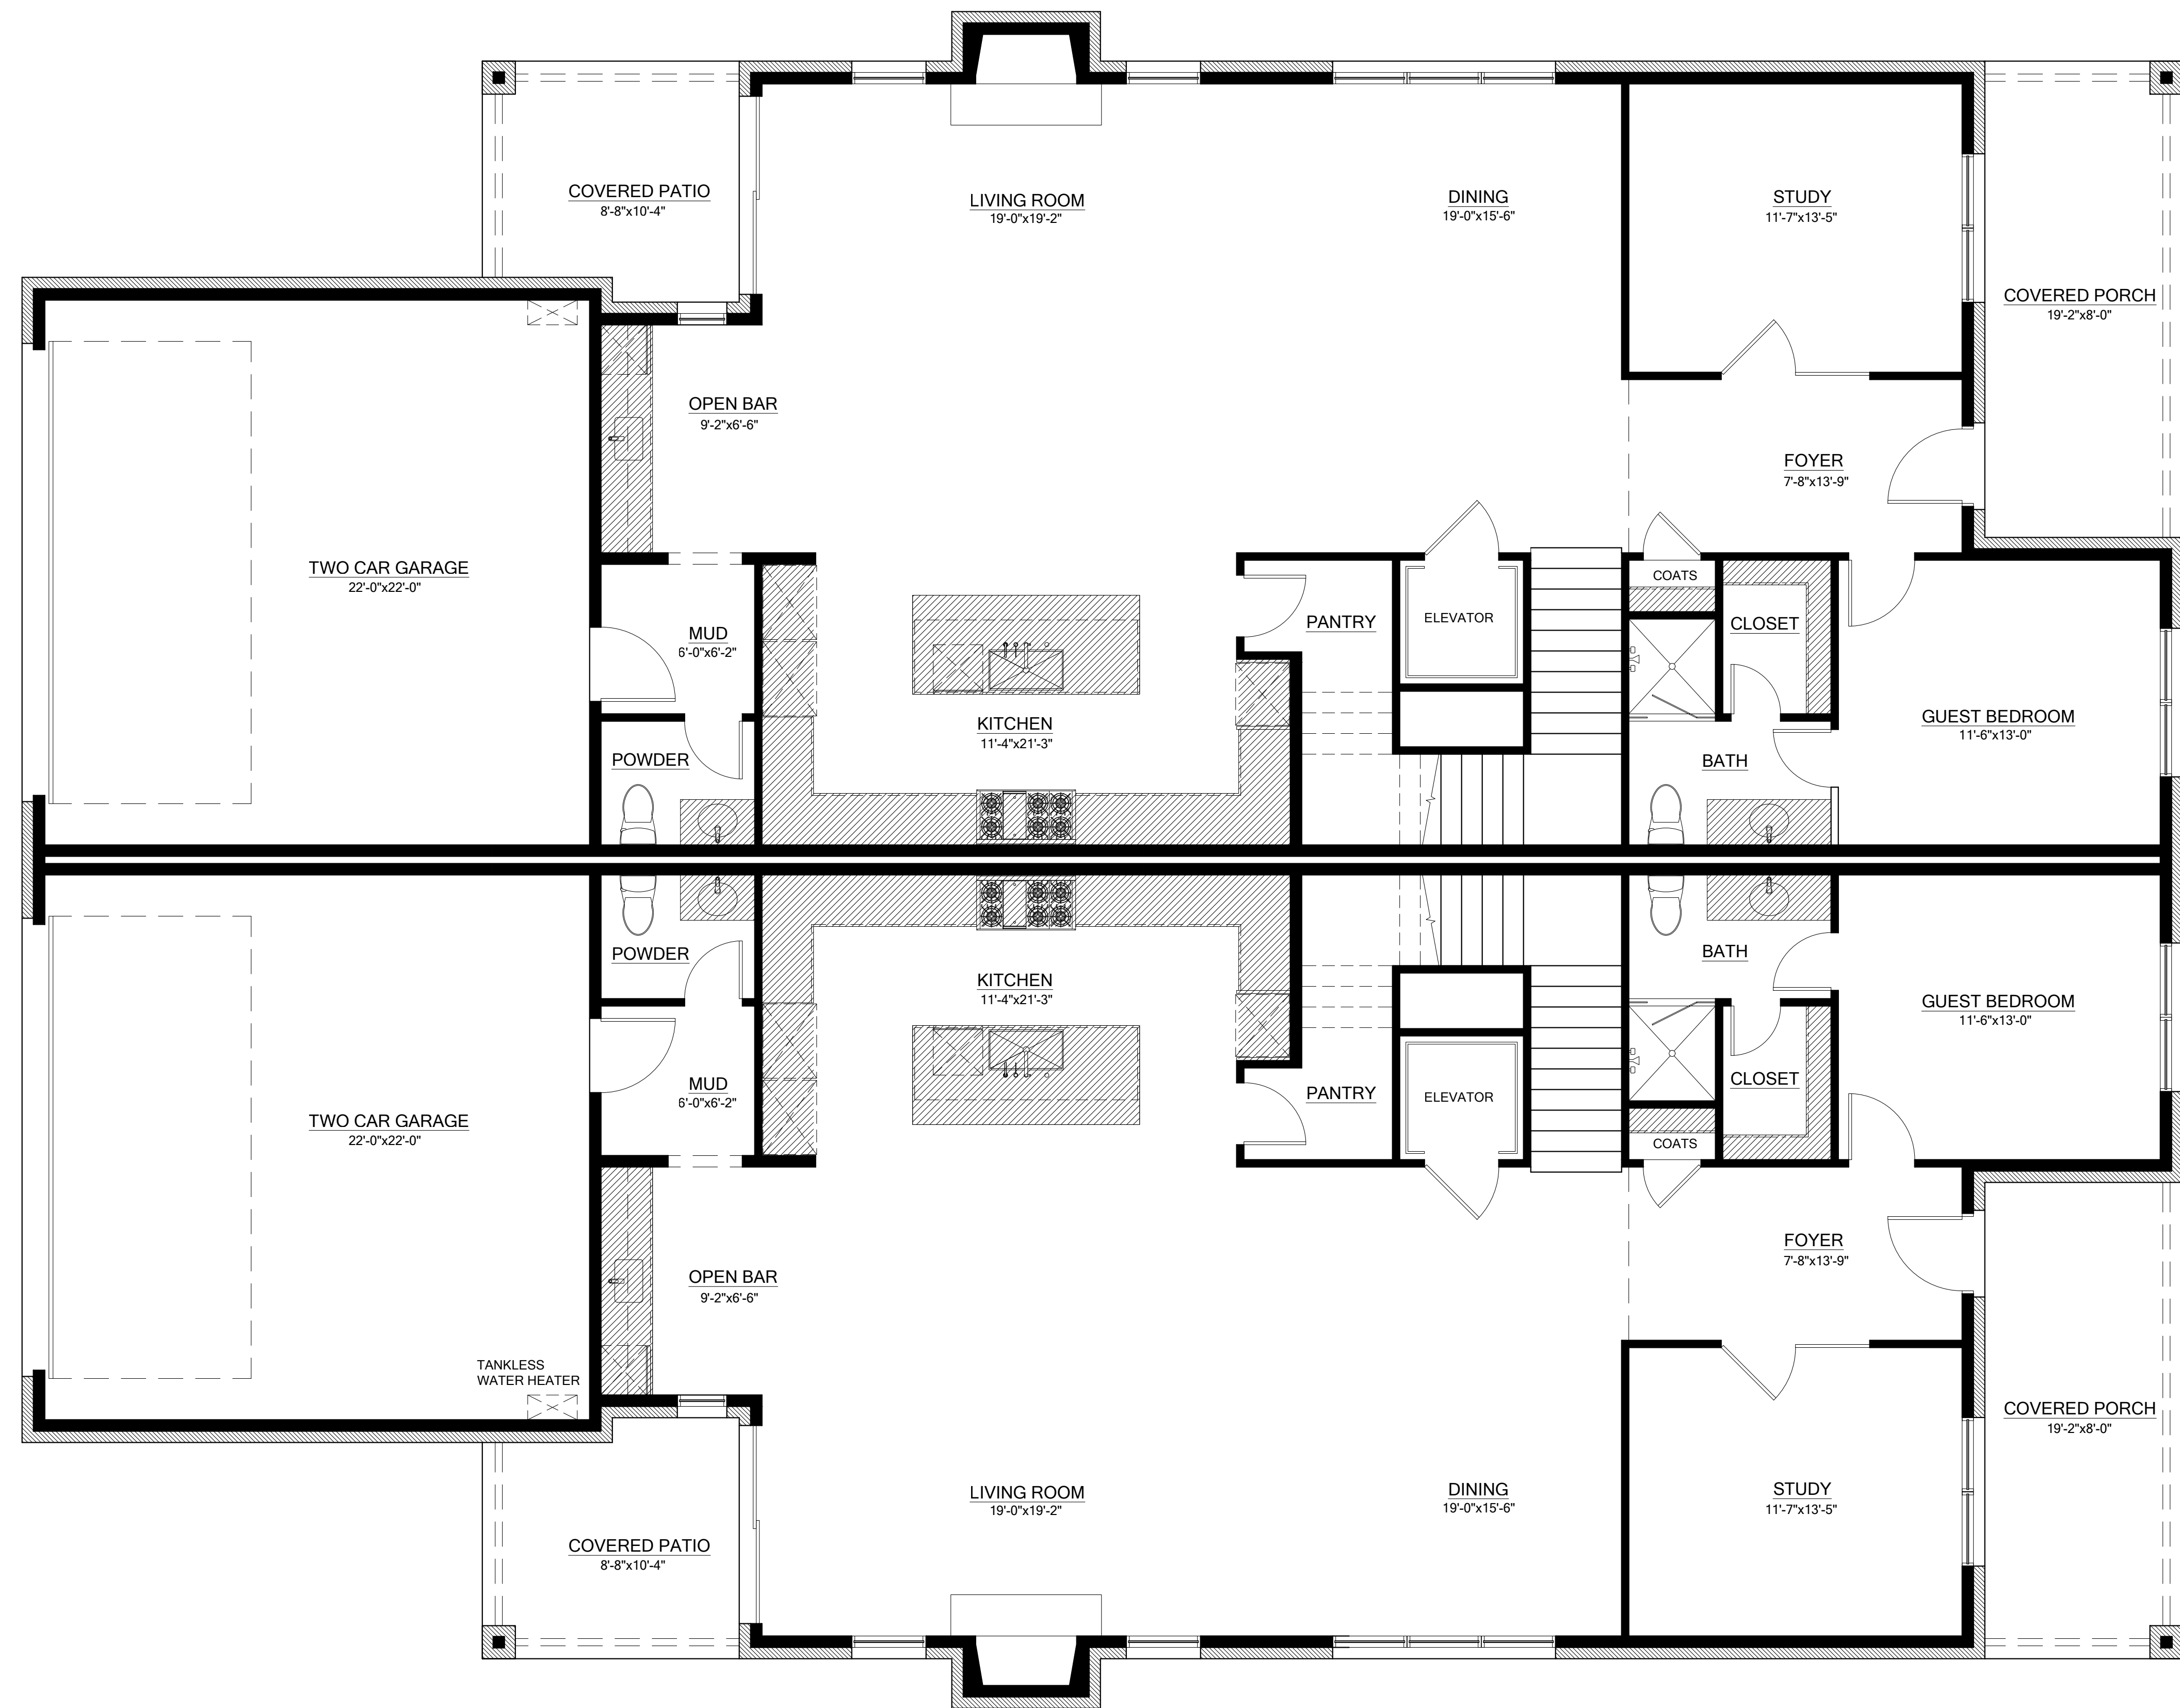 COVERED PATIO
8'-8"x10'-4"
LIVING ROOM
19'-0"x19'-2"
DINING
19'-0"x15'-6"
STUDY
11'-7"x13'-5"
COVERED PORCH
19'-2"x8'-0"
OPEN BAR
9'-2"x6'-6"
FOYER
7'-8"x13'-9"
TWO CAR GARAGE
22'-0"x22'-0"
MUD
6'-0"x6'-2"
PANTRY
ELEVATOR
COATS
CLOSET
KITCHEN
11'-4"x21'-3"
GUEST BEDROOM
11'-6"x13'-0"
POWDER
BATH
POWDER
BATH
KITCHEN
11'-4"x21'-3"
GUEST BEDROOM
11'-6"x13'-0"
MUD
6'-0"x6'-2"
PANTRY
ELEVATOR
CLOSET
COATS
TWO CAR GARAGE
22'-0"x22'-0"
FOYER
7'-8"x13'-9"
OPEN BAR
9'-2"x6'-6"
TANKLESS
WATER HEATER
COVERED PORCH
19'-2"x8'-0"
LIVING ROOM
19'-0"x19'-2"
DINING
19'-0"x15'-6"
STUDY
11'-7"x13'-5"
COVERED PATIO
8'-8"x10'-4"